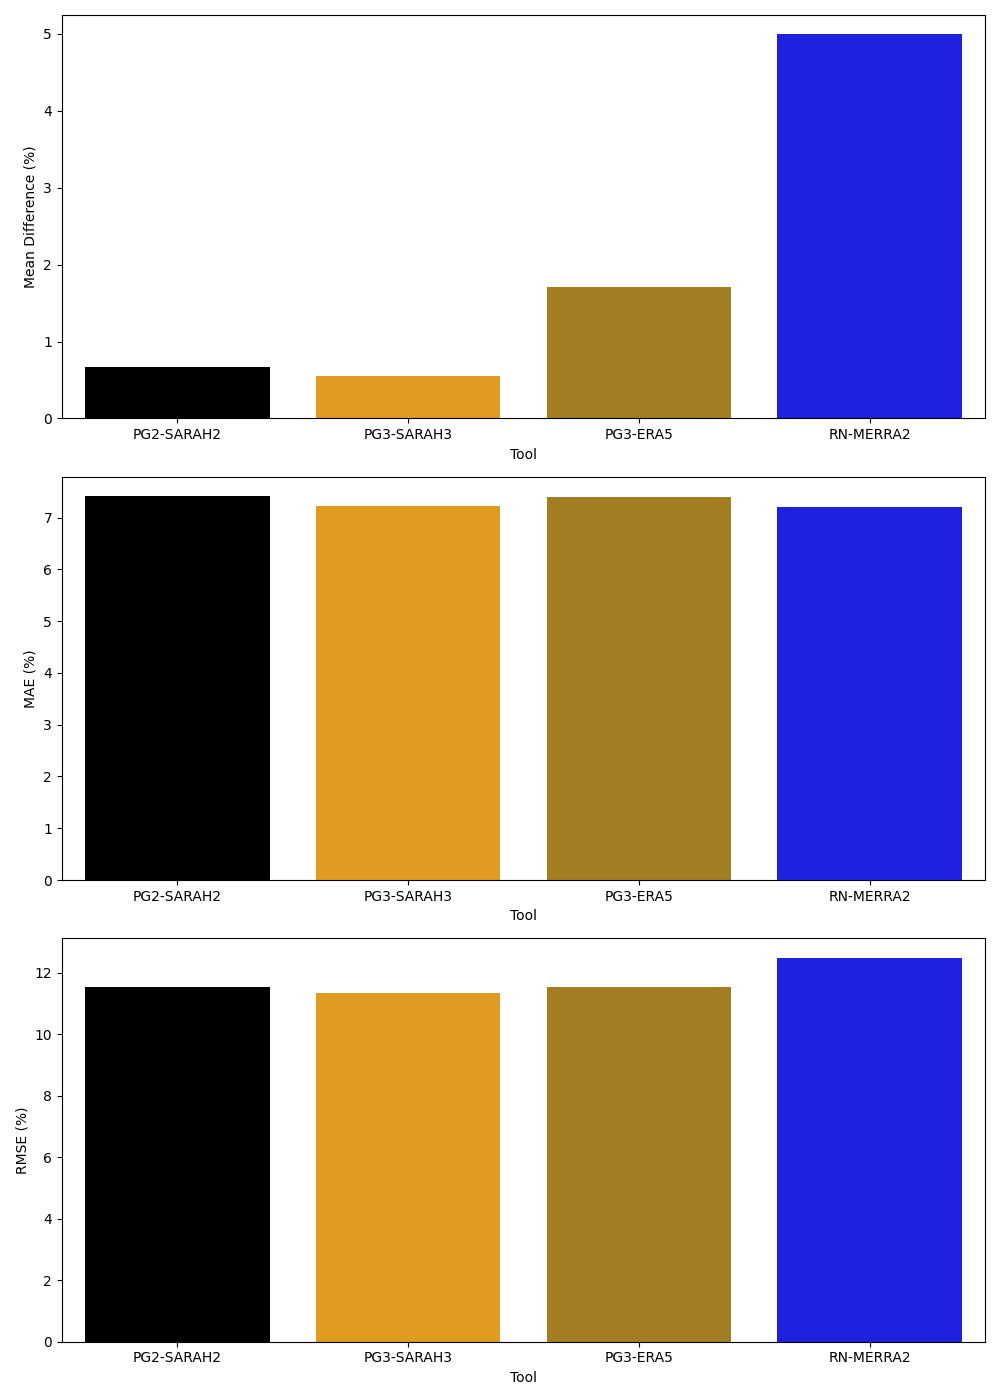 5
4
3
2
1
0
Mean Difference (%)
PG2-SARAH2 PG3-SARAH3 PG3-ERA5 RN-MERRA2
Tool
7
6
5
4
3
2
1
0
MAE (%)
PG2-SARAH2 PG3-SARAH3 PG3-ERA5 RN-MERRA2
Tool
12
10
8
6
4
2
0
RMSE (%)
PG2-SARAH2 PG3-SARAH3 PG3-ERA5 RN-MERRA2
Tool